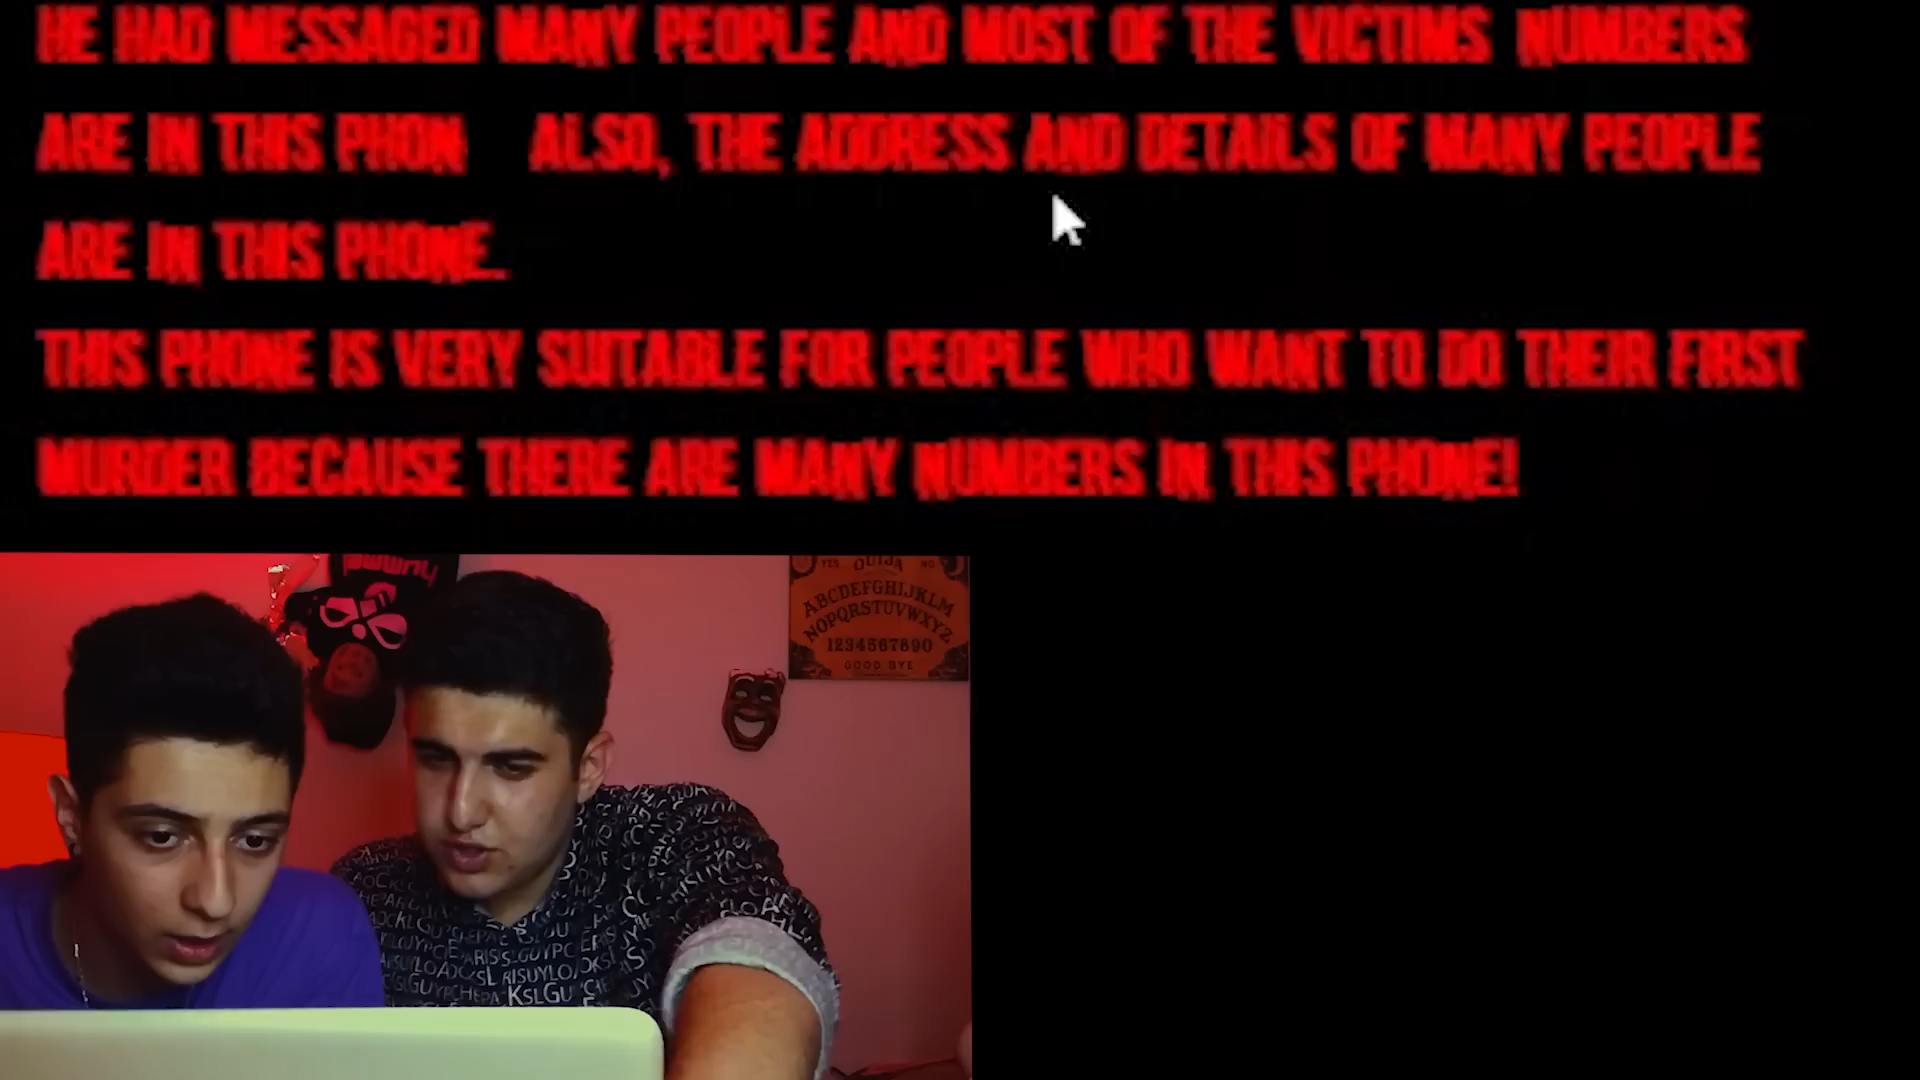 HE HAD MESSAGED MANY PEOPLE AND MOST OF THE VICTIMS NUMBERS
ARE IN THIS PHON ALSO, THE ADDRESS AND DETAILS OF MANY PEOPLE
ARE IN THIS PHONE.
THIS PHONE IS VERY SUITABLE FOR PEOPLE WHO WANT TO DO THEIR FIRST
MURDER BECAUSE THERE ARE MANY NUMBERS IN THIS PHONE!
YES OUIJA NO
ABCDEFGHIJKLM
NOPQRSTUVWXYZ
1234567890
GOOD BYE